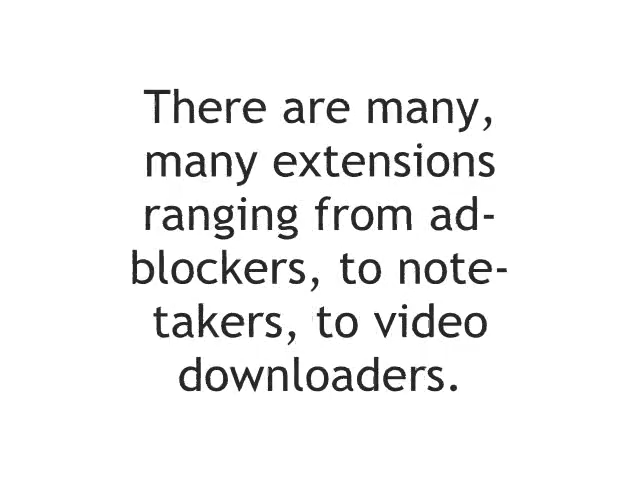 There are many,
many extensions
ranging from ad-
blockers, to note-
takers, to video
downloaders.